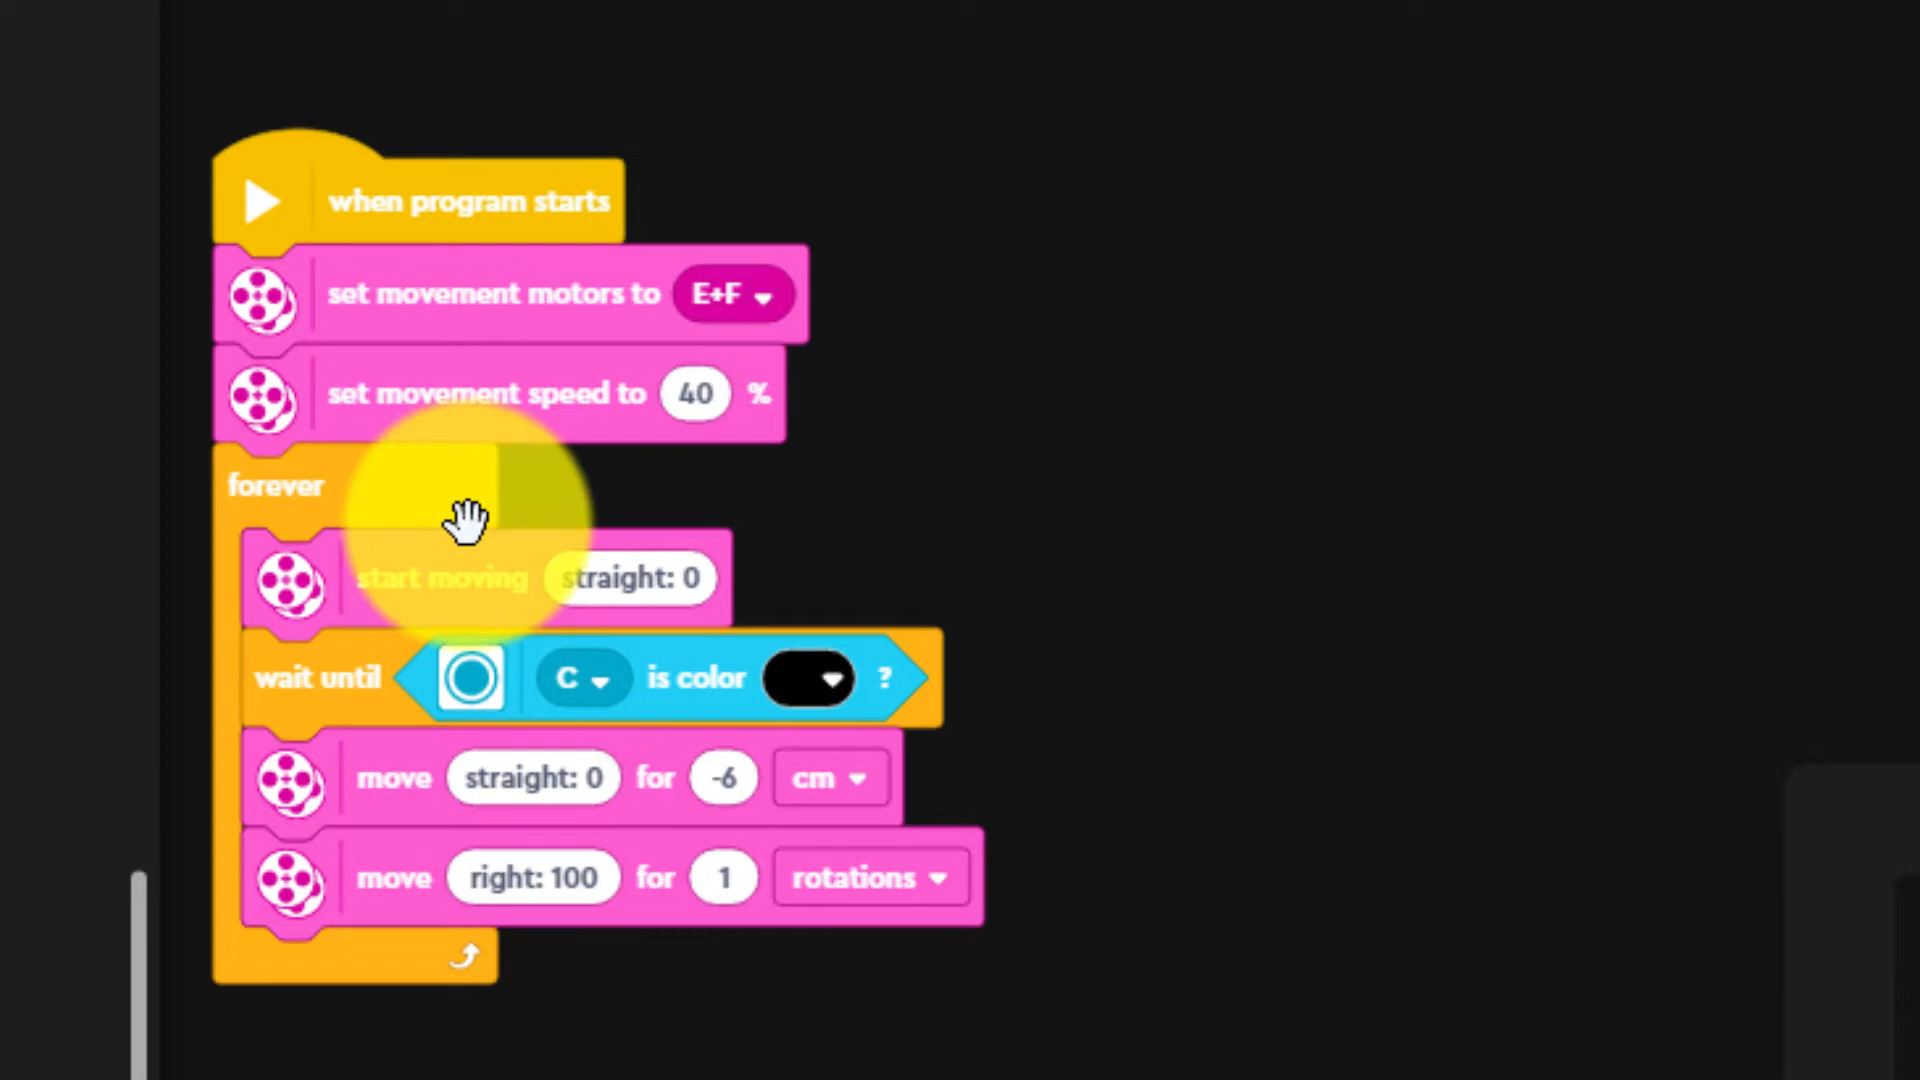 when program starts
set movement motors to E+F
set movement speed to 40 %
forever
start moving straight: 0
wait until C is color ?
move straight: 0 for -6 cm
move right: 100 for 1 rotations